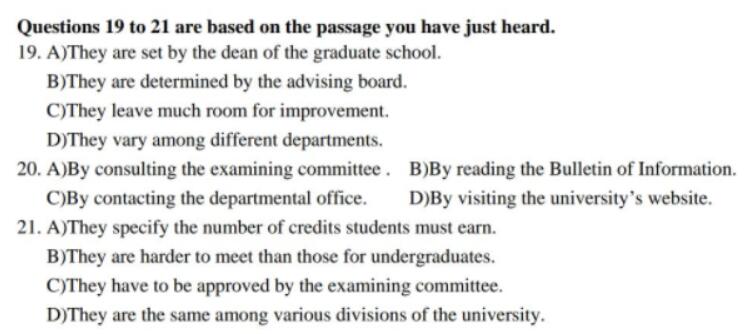 Questions 19 to 21 are based on the passage you have just heard.
19. A)They are set by the dean of the graduate school.
B)They are determined by the advising board.
C)They leave much room for improvement.
D)They vary among different departments.
20. A)By consulting the examining committee . B)By reading the Bulletin of Information.
C)By contacting the departmental office. D)By visiting the university’s website.
21. A)They specify the number of credits students must earn.
B)They are harder to meet than those for undergraduates.
C)They have to be approved by the examining committee.
D)They are the same among various divisions of the university.